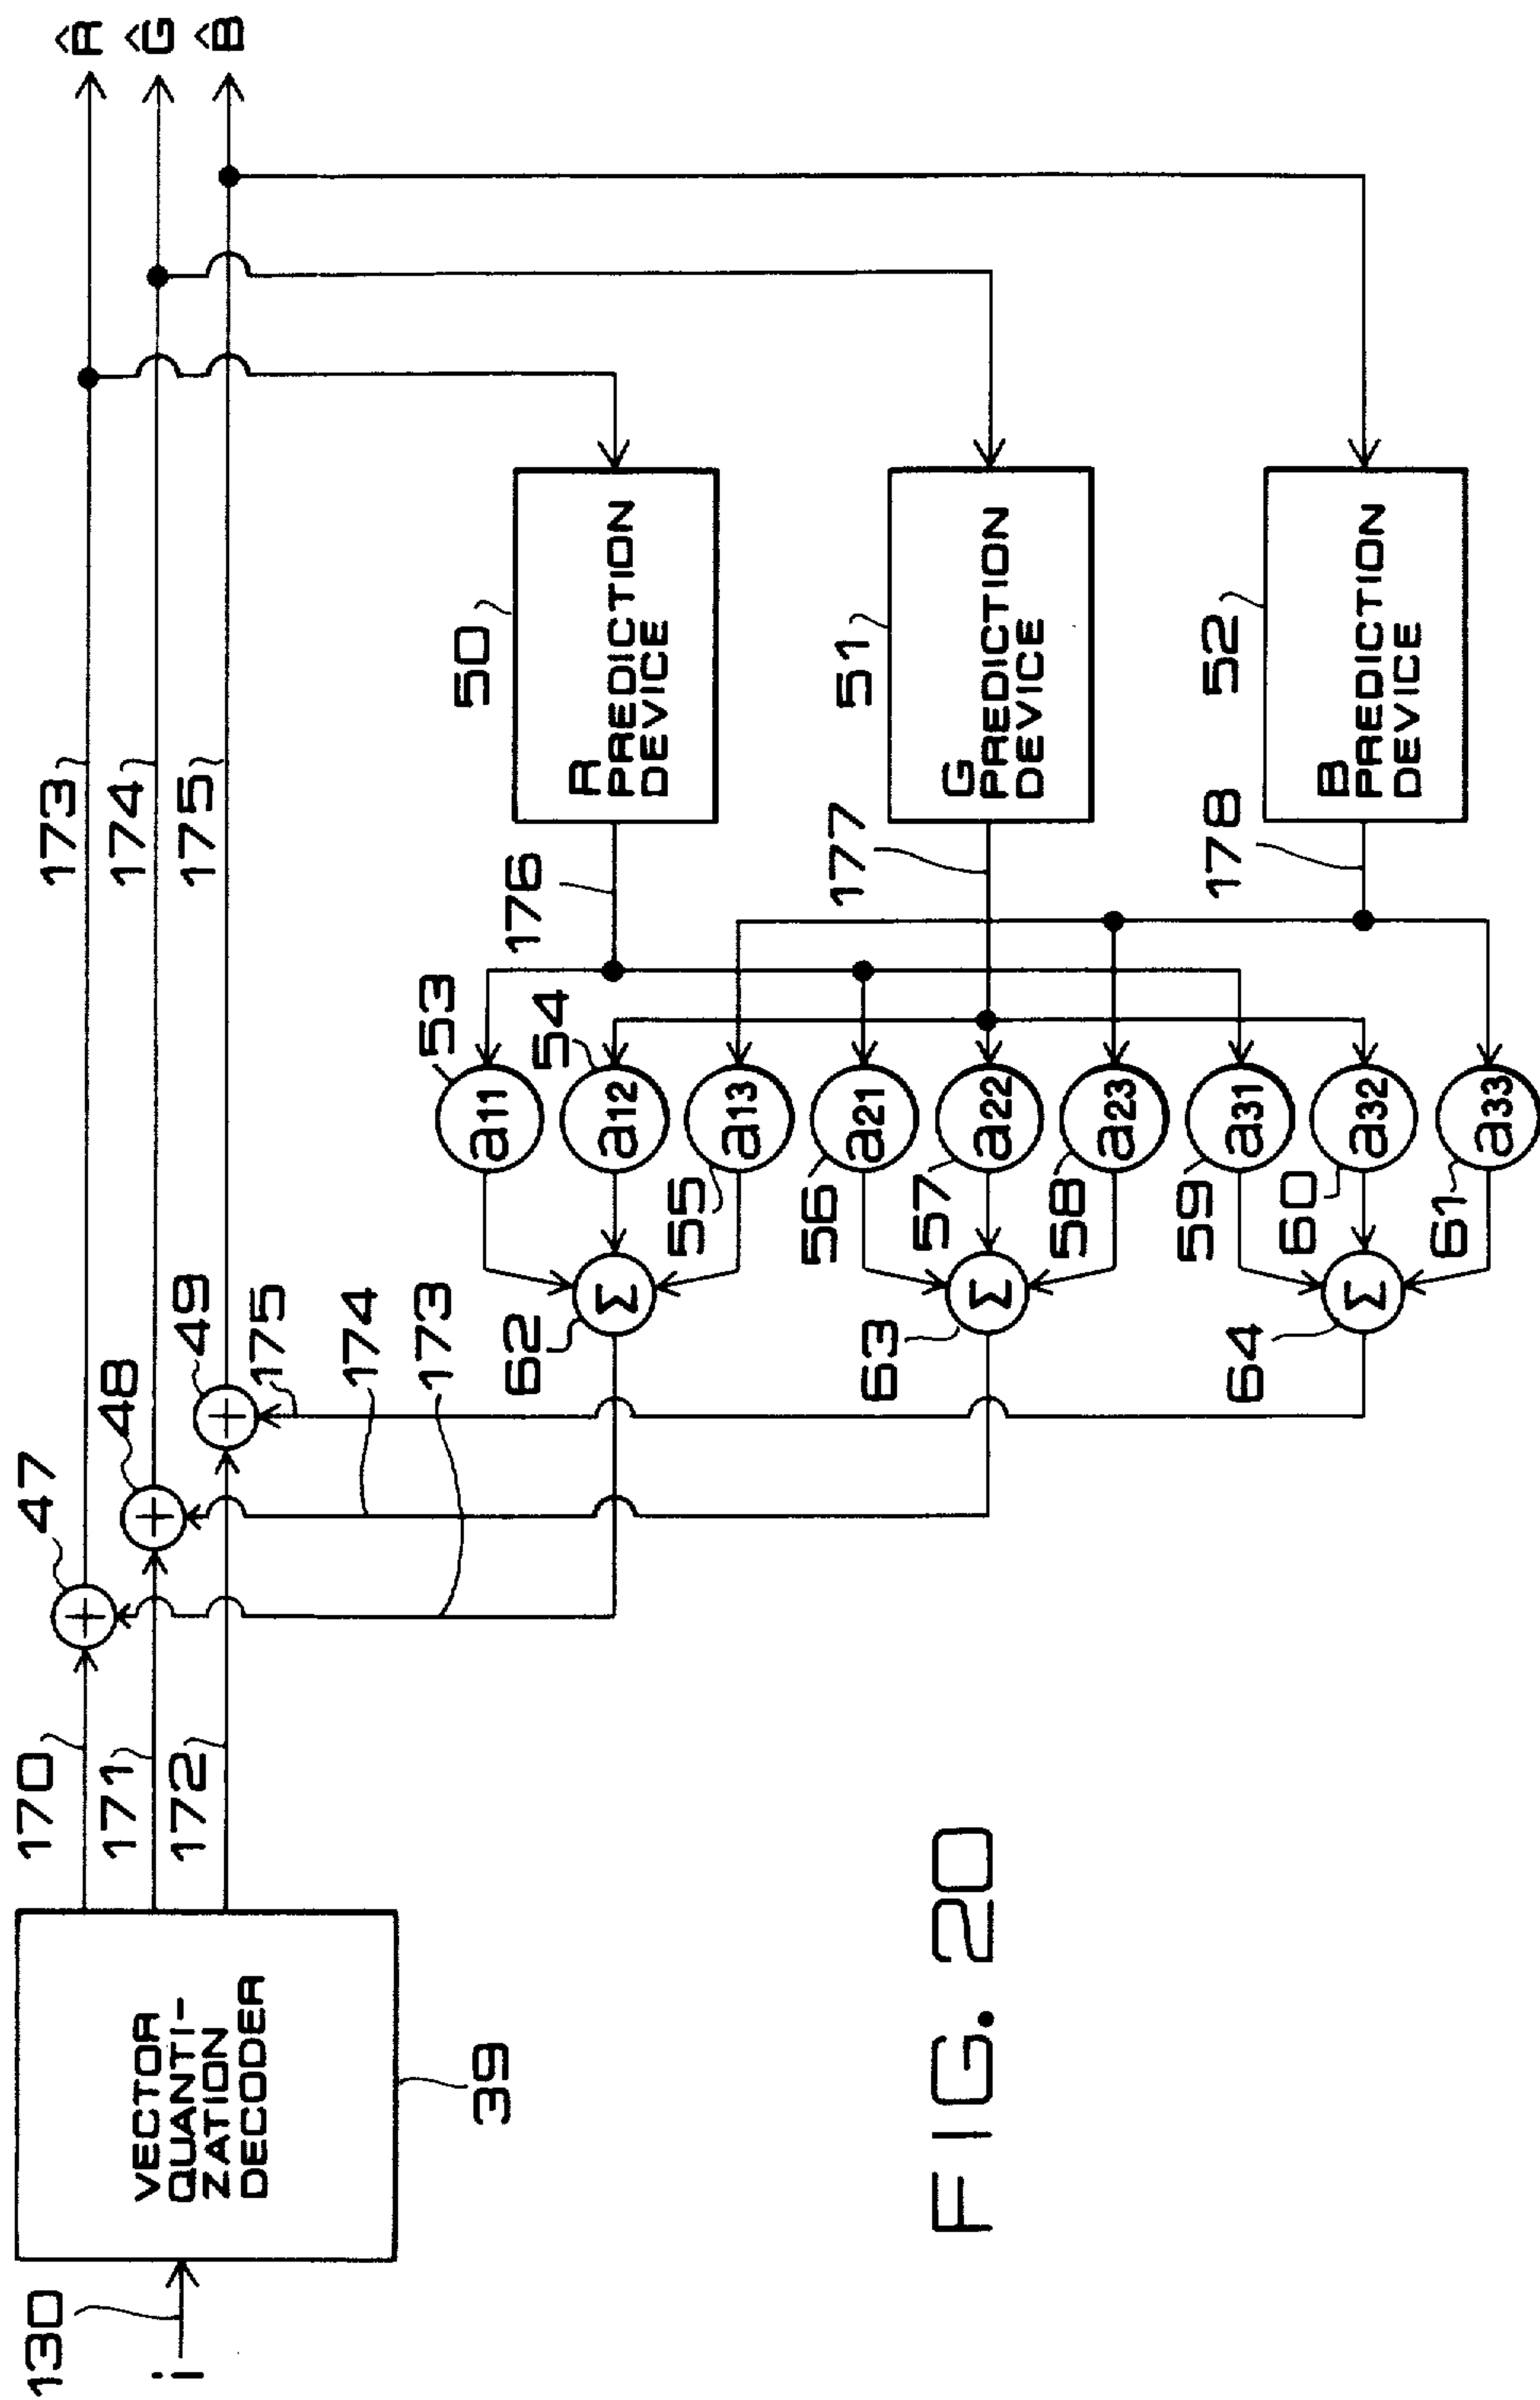 130
i
VECTOR
QUANTI-
ZATION
DECODER
39
170
171
172
47
48
49
175
174
173
173
174
175
R̂
Ĝ
B̂
62
63
64
Σ
Σ
Σ
53
a11
54
a12
55
a13
56
a21
57
a22
58
a23
59
a31
60
a32
61
a33
176
177
178
50
R
PREDICTION
DEVICE
51
G
PREDICTION
DEVICE
52
B
PREDICTION
DEVICE
FIG. 20